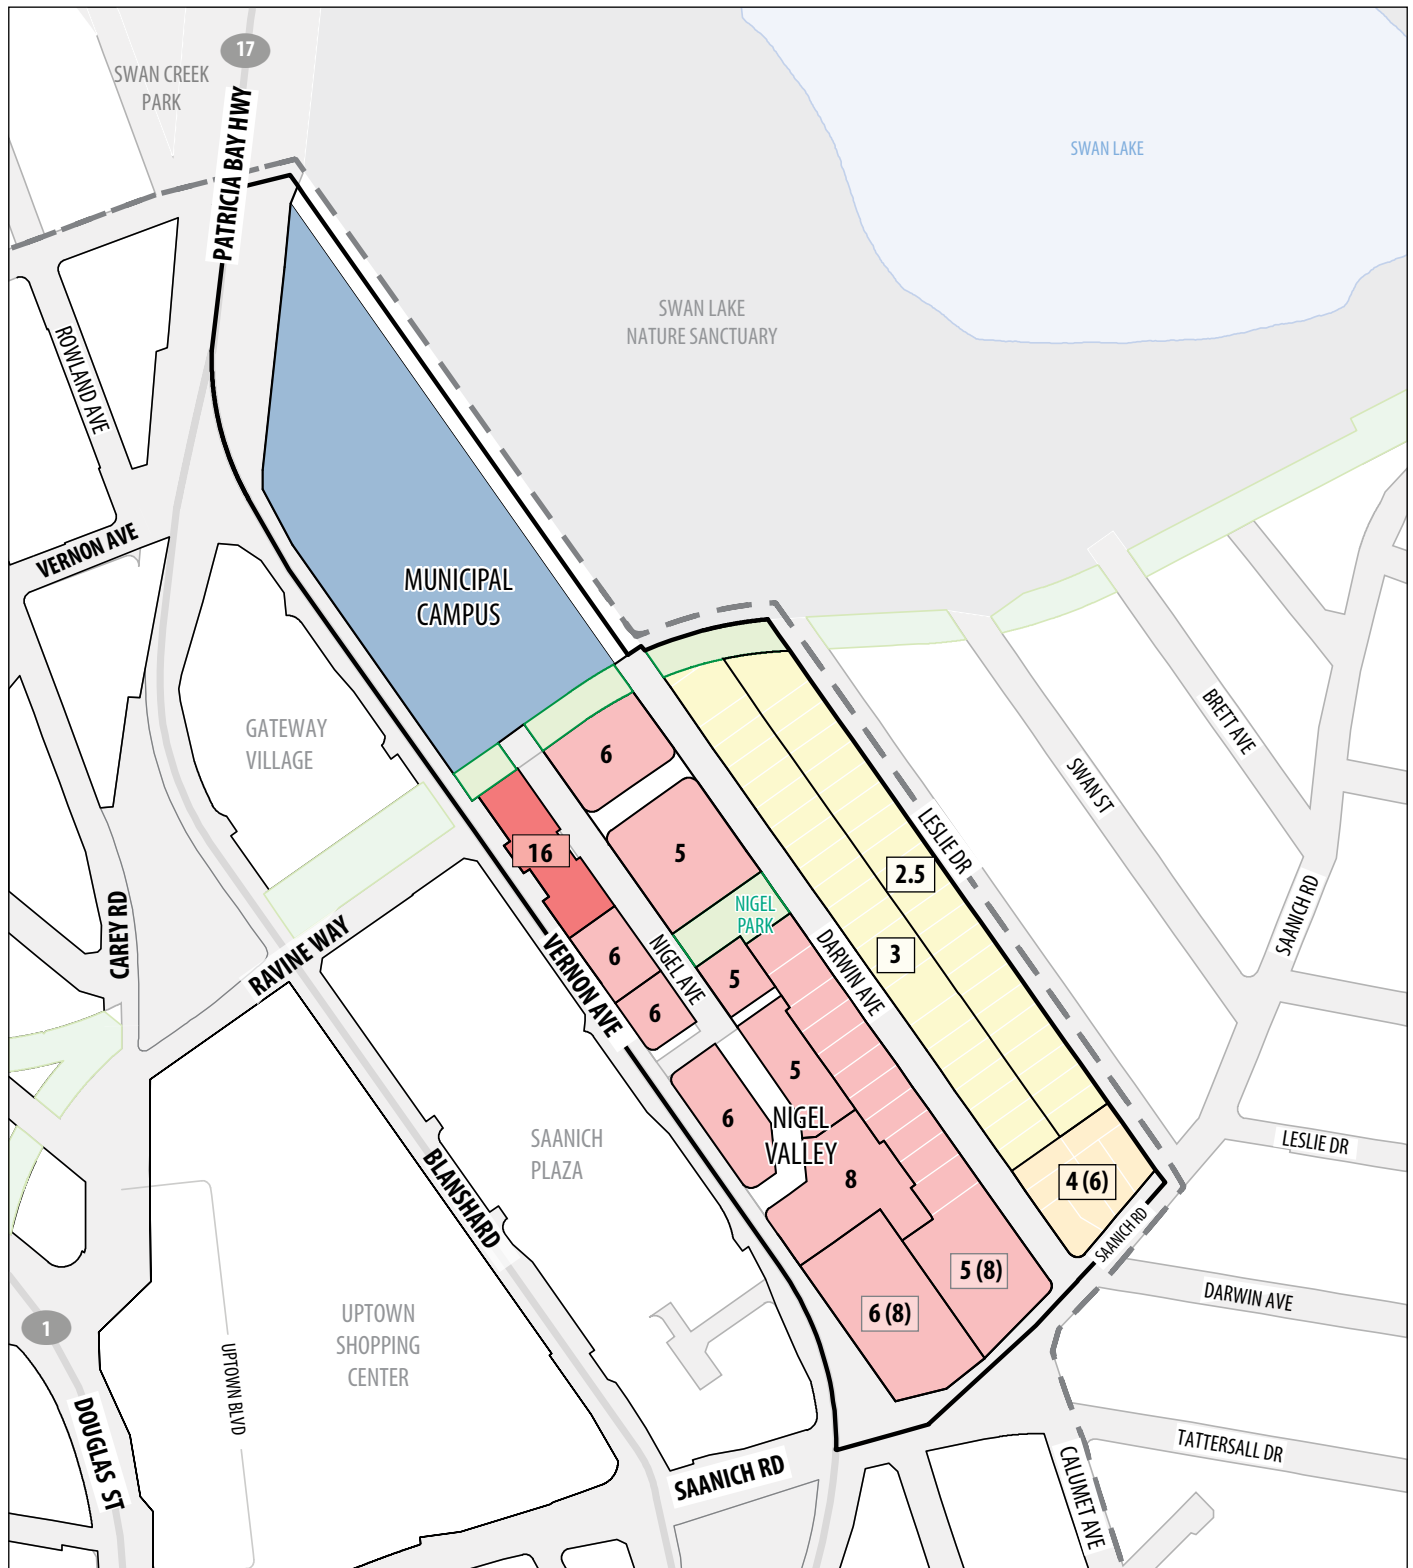 17
SWAN CREEK
PARK
PATRICIA BAY HWY
SWAN LAKE
SWAN LAKE
NATURE SANCTUARY
ROWLAND AVE
VERNON AVE
MUNICIPAL
CAMPUS
GATEWAY
VILLAGE
BRETT AVE
SWAN ST
6
16
5
LESLIE DR
2.5
NIGEL
PARK
3
CAREY RD
RAVINE WAY
VERNON AVE
6
NIGEL AVE
5
DARWIN AVE
SAANICH RD
6
5
6
NIGEL
VALLEY
SAANICH
PLAZA
BLANSHARD
8
4 (6)
LESLIE DR
SAANICH RD
5 (8)
6 (8)
DARWIN AVE
1
UPTOWN
SHOPPING
CENTER
UPTOWN BLVD
DOUGLAS ST
SAANICH RD
CALUMET AVE
TATTERSALL DR